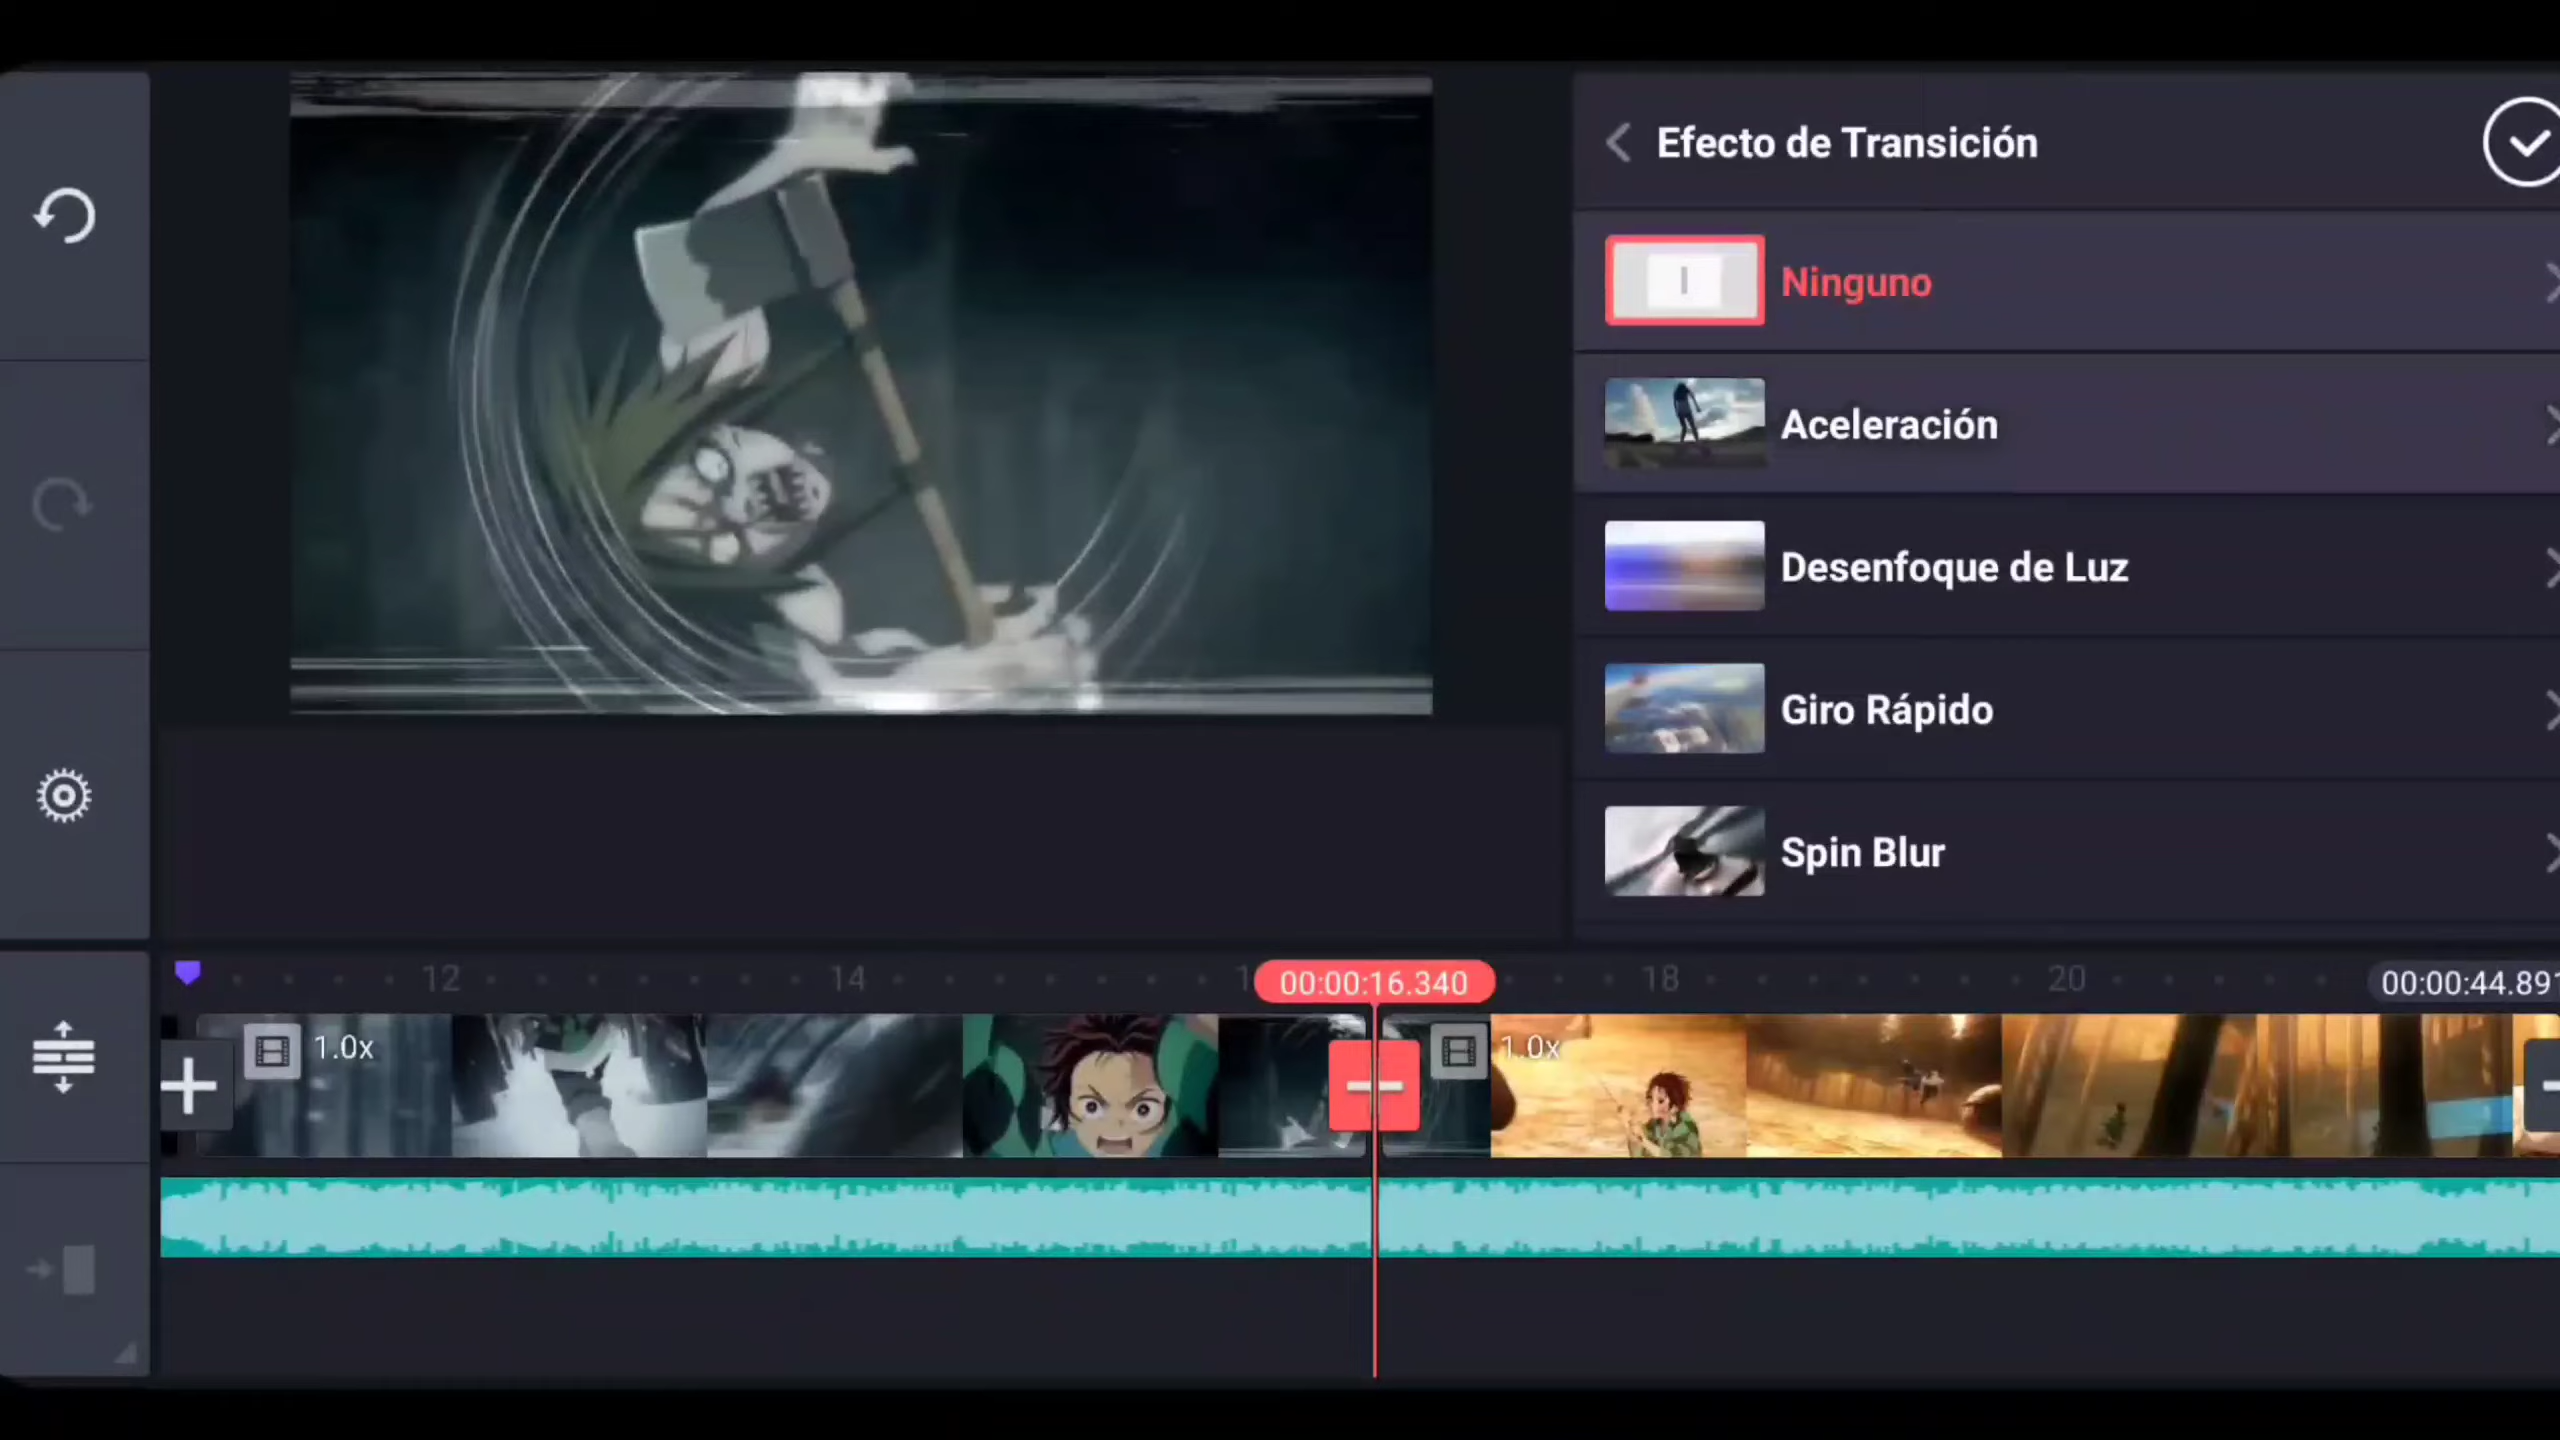 Efecto de Transición
Ninguno
Aceleración
Desenfoque de Luz
Giro Rápido
Spin Blur
12
14
00:00:16.340
18
20
00:00:44.891
1.0x
1.0x